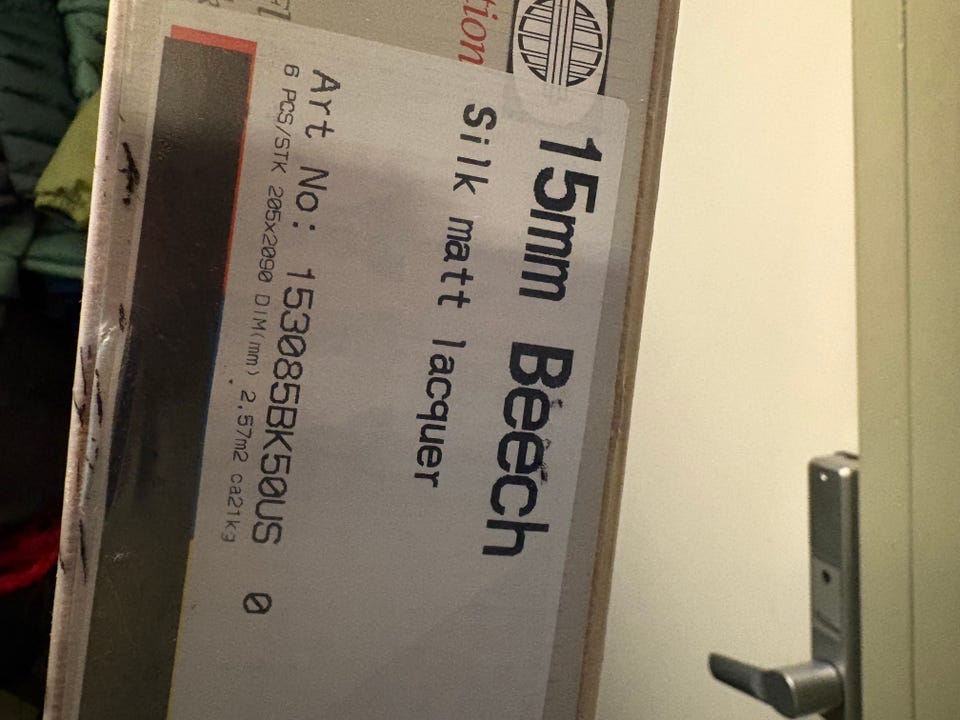 tion
15mm Beech
Silk matt lacquer
Art No: 153085BK50US 0
6 PCS/STK 205x2090 DIM(mm) 2.57m2 ca21kg